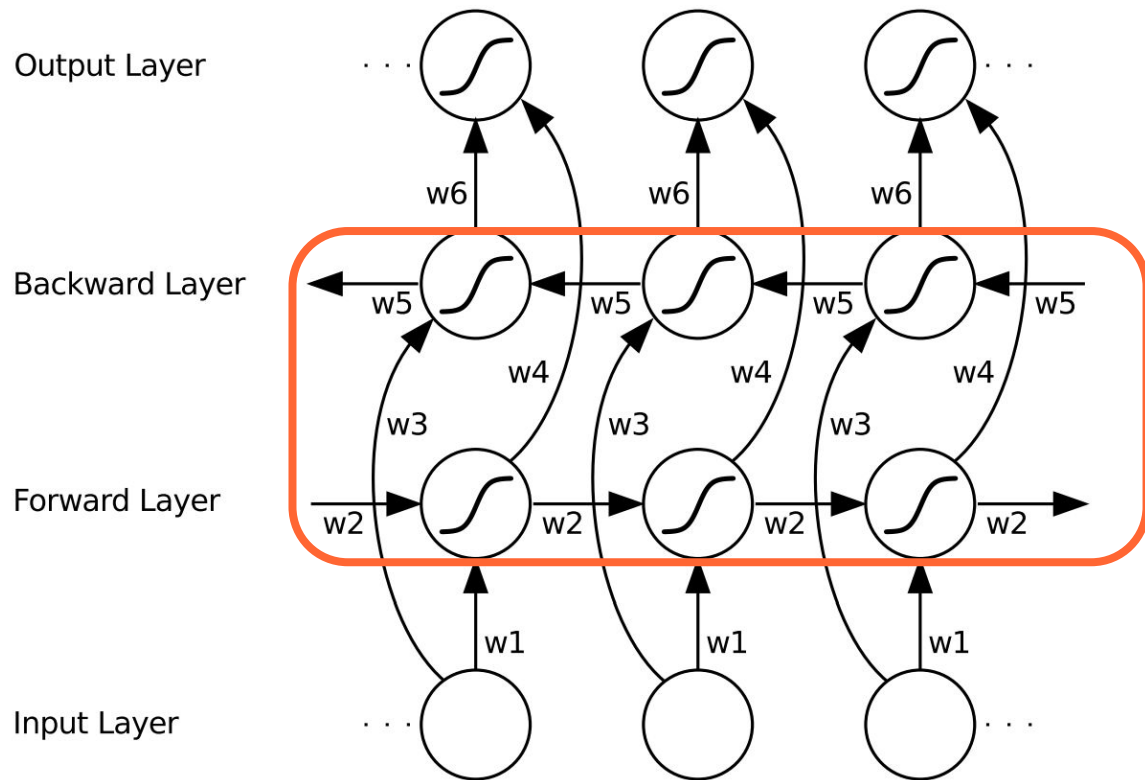 Output Layer . . . . . .
w6 w6 w6
Backward Layer
w5 w5 w5 w5
w4 w4 w4
w3 w3 w3
Forward Layer
w2 w2 w2 w2
w1 w1 w1
Input Layer . . . . . .